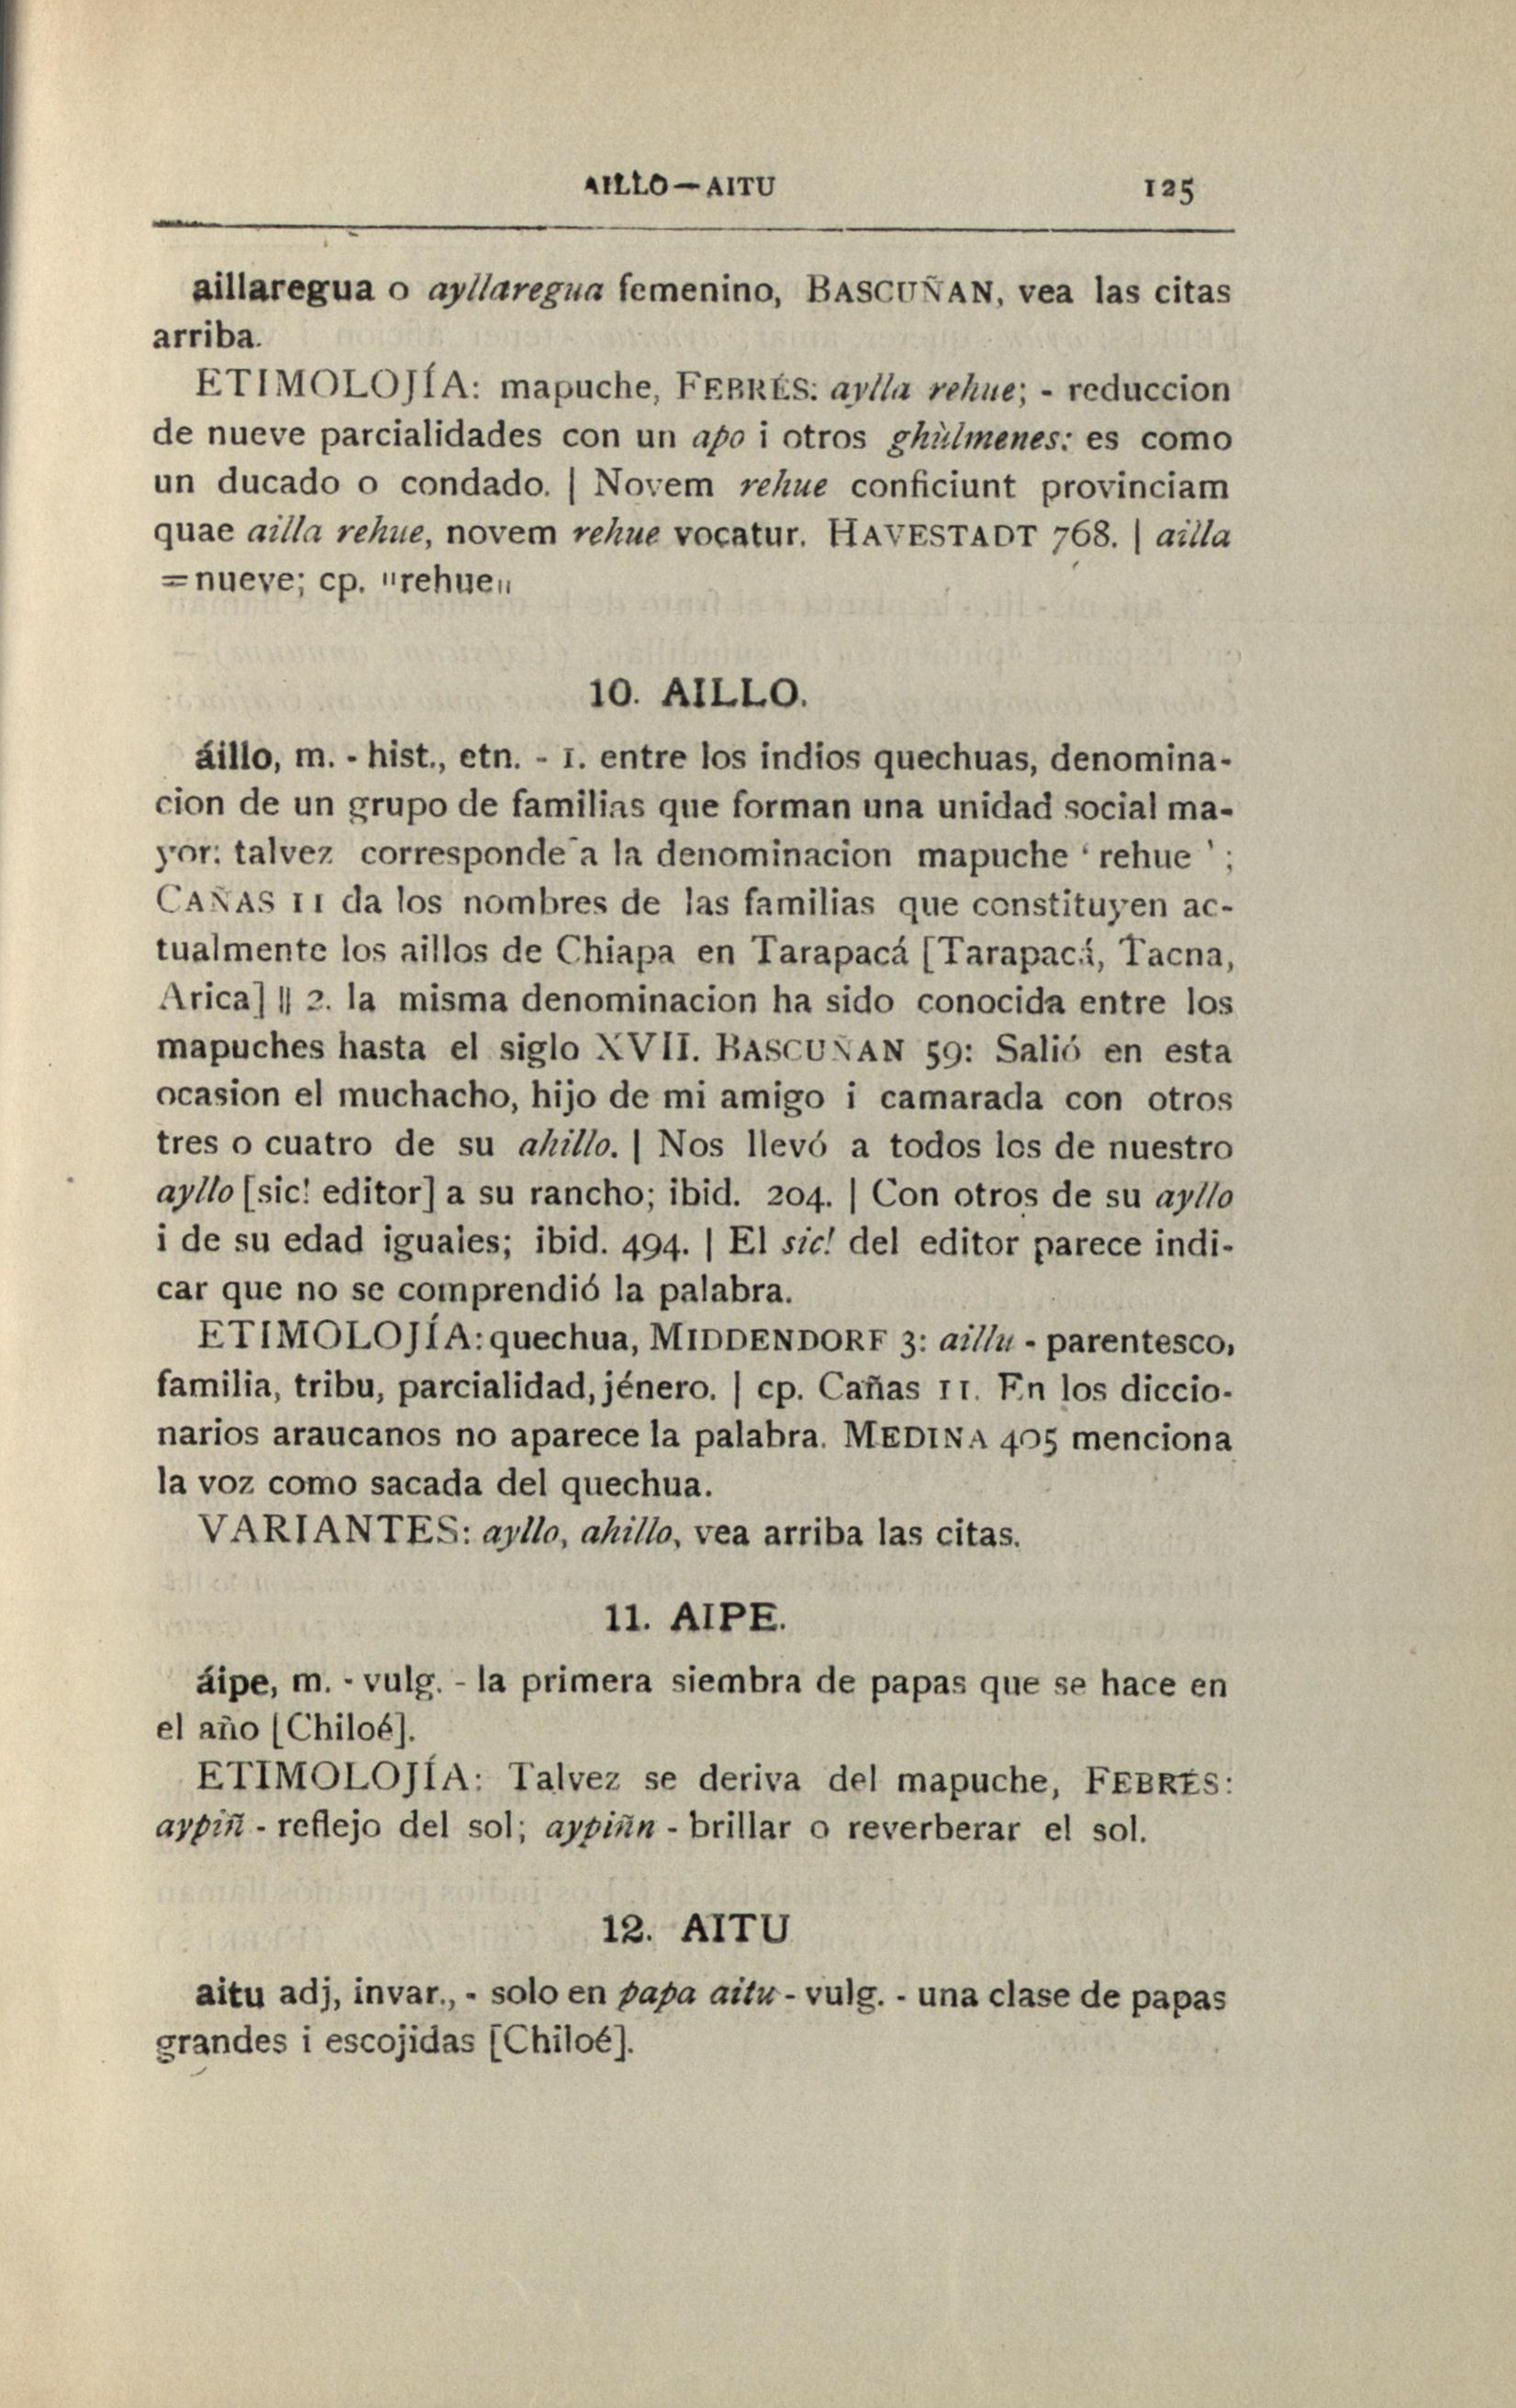 AILLO—AITU 125
aillaregua o ayllaregua femenino, BASCUÑAN, vea las citas
arriba.
ETIMOLOJÍA: mapuche, FEBRÉS: aylla rehue; - reduccion
de nueve parcialidades con un apo i otros ghùlmenes: es como
un ducado o condado. | Novem rehue conficiunt provinciam
quae ailla rehue, novem rehue vocatur. HAVESTADT 768. | ailla
=nueve; cp. "rehue„
10. AILLO.
áillo, m. - hist., etn. - 1. entre los indios quechuas, denomina-
cion de un grupo de familias que forman una unidad social ma-
yor: talvez corresponde a la denominacion mapuche ‘ rehue ’;
CAÑAS 11 da los nombres de las familias que constituyen ac-
tualmente los aillos de Chiapa en Tarapacá [Tarapacá, Tacna,
Arica] || 2. la misma denominacion ha sido conocida entre los
mapuches hasta el siglo XVII. BASCUÑAN 59: Salió en esta
ocasion el muchacho, hijo de mi amigo i camarada con otros
tres o cuatro de su ahillo. | Nos llevó a todos los de nuestro
ayllo [sic! editor] a su rancho; ibid. 204. | Con otros de su ayllo
i de su edad iguales; ibid. 494. | El sic! del editor parece indi-
car que no se comprendió la palabra.
ETIMOLOJÍA: quechua, MIDDENDORF 3: aillu - parentesco,
familia, tribu, parcialidad, jénero. | cp. Cañas 11. En los diccio-
narios araucanos no aparece la palabra. MEDINA 405 menciona
la voz como sacada del quechua.
VARIANTES: ayllo, ahillo, vea arriba las citas.
11. AIPE.
áipe, m. - vulg. - la primera siembra de papas que se hace en
el año [Chiloé].
ETIMOLOJÍA: Talvez se deriva del mapuche, FEBRÉS:
aypiñ - reflejo del sol; aypiñn - brillar o reverberar el sol.
12. AITU
aitu adj, invar., - solo en papa aitu - vulg. - una clase de papas
grandes i escojidas [Chiloé].